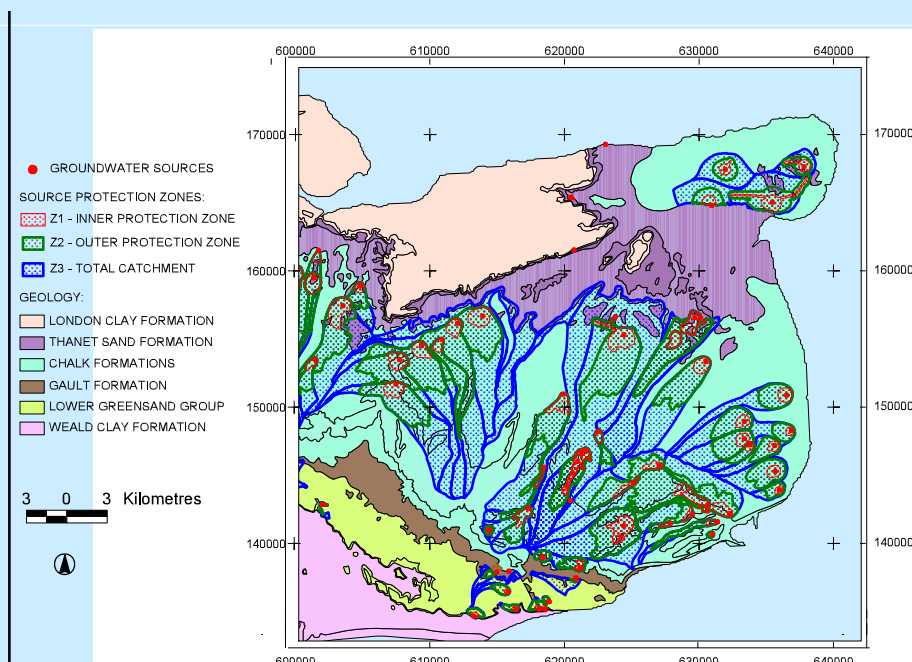 600000 610000 620000 630000 640000
170000 170000
GROUNDWATER SOURCES
SOURCE PROTECTION ZONES:
Z1 - INNER PROTECTION ZONE
Z2 - OUTER PROTECTION ZONE
Z3 - TOTAL CATCHMENT
160000 160000
GEOLOGY:
LONDON CLAY FORMATION
THANET SAND FORMATION
CHALK FORMATIONS
GAULT FORMATION
LOWER GREENSAND GROUP
150000 150000
WEALD CLAY FORMATION
3 0 3 Kilometres
140000 140000
600000 610000 620000 630000 640000